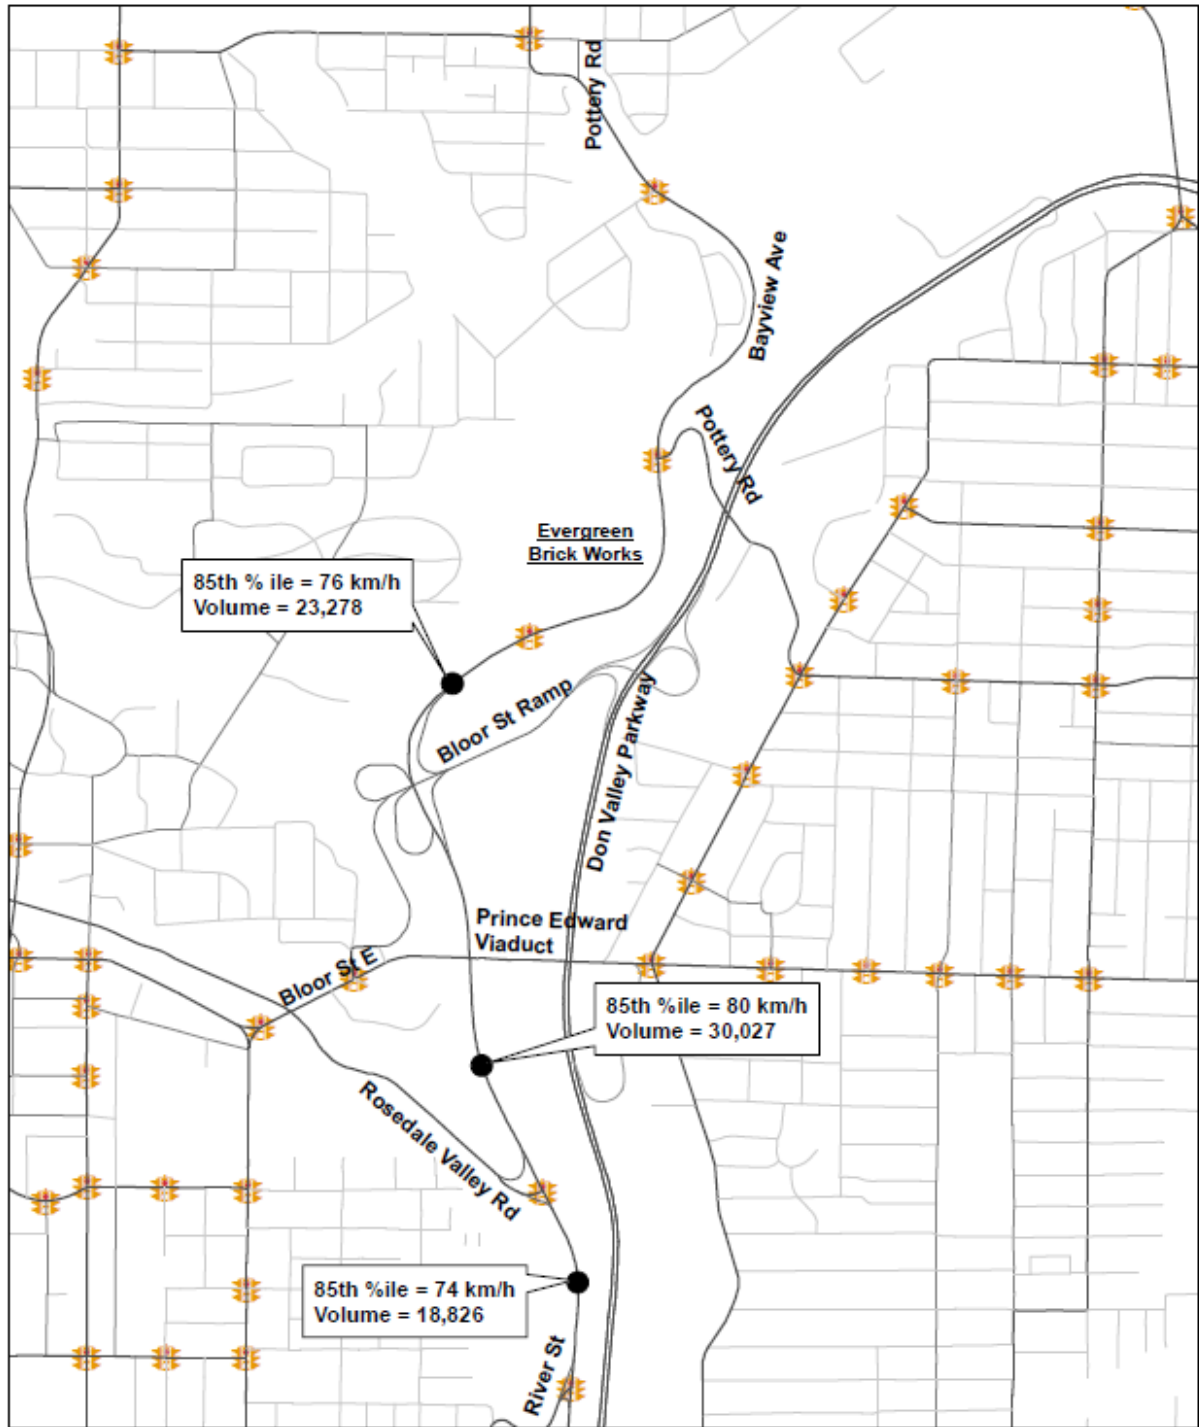 Pottery Rd
Bayview Ave
Pottery Rd
Evergreen
Brick Works
85th % ile = 76 km/h
Volume = 23,278
Bloor St Ramp
Don Valley Parkway
Prince Edward
Viaduct
Bloor St E
85th %ile = 80 km/h
Volume = 30,027
Rosedale Valley Rd
85th %ile = 74 km/h
Volume = 18,826
River St